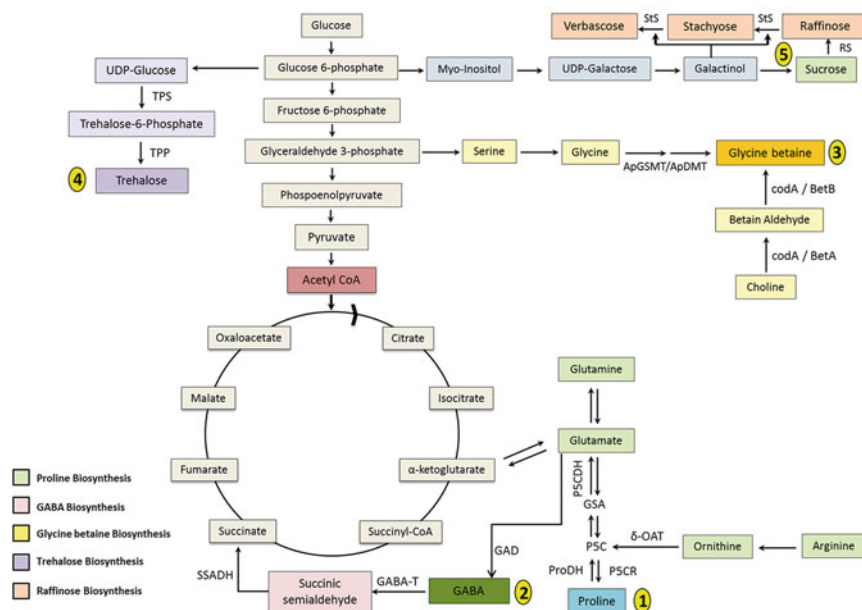 Glucose
Verbascose
StS
Stachyose
StS
Raffinose
5
RS
UDP-Glucose
Glucose 6-phosphate
Myo-Inositol
UDP-Galactose
Galactinol
Sucrose
TPS
Fructose 6-phosphate
Trehalose-6-Phosphate
Glyceraldehyde 3-phosphate
Serine
Glycine
ApGSMT/ApDMT
Glycine betaine
3
TPP
4
Trehalose
Phospoenolpyruvate
codA / BetB
Pyruvate
Betain Aldehyde
codA / BetA
Acetyl CoA
Choline
Oxaloacetate
Citrate
Malate
Isocitrate
Fumarate
α-ketoglutarate
Succinate
Succinyl-CoA
Glutamine
Glutamate
P5CDH
GSA
P5C
δ-OAT
Ornithine
Arginine
ProDH
P5CR
Proline
1
GAD
GABA
2
GABA-T
Succinic
semialdehyde
SSADH
Proline Biosynthesis
GABA Biosynthesis
Glycine betaine Biosynthesis
Trehalose Biosynthesis
Raffinose Biosynthesis